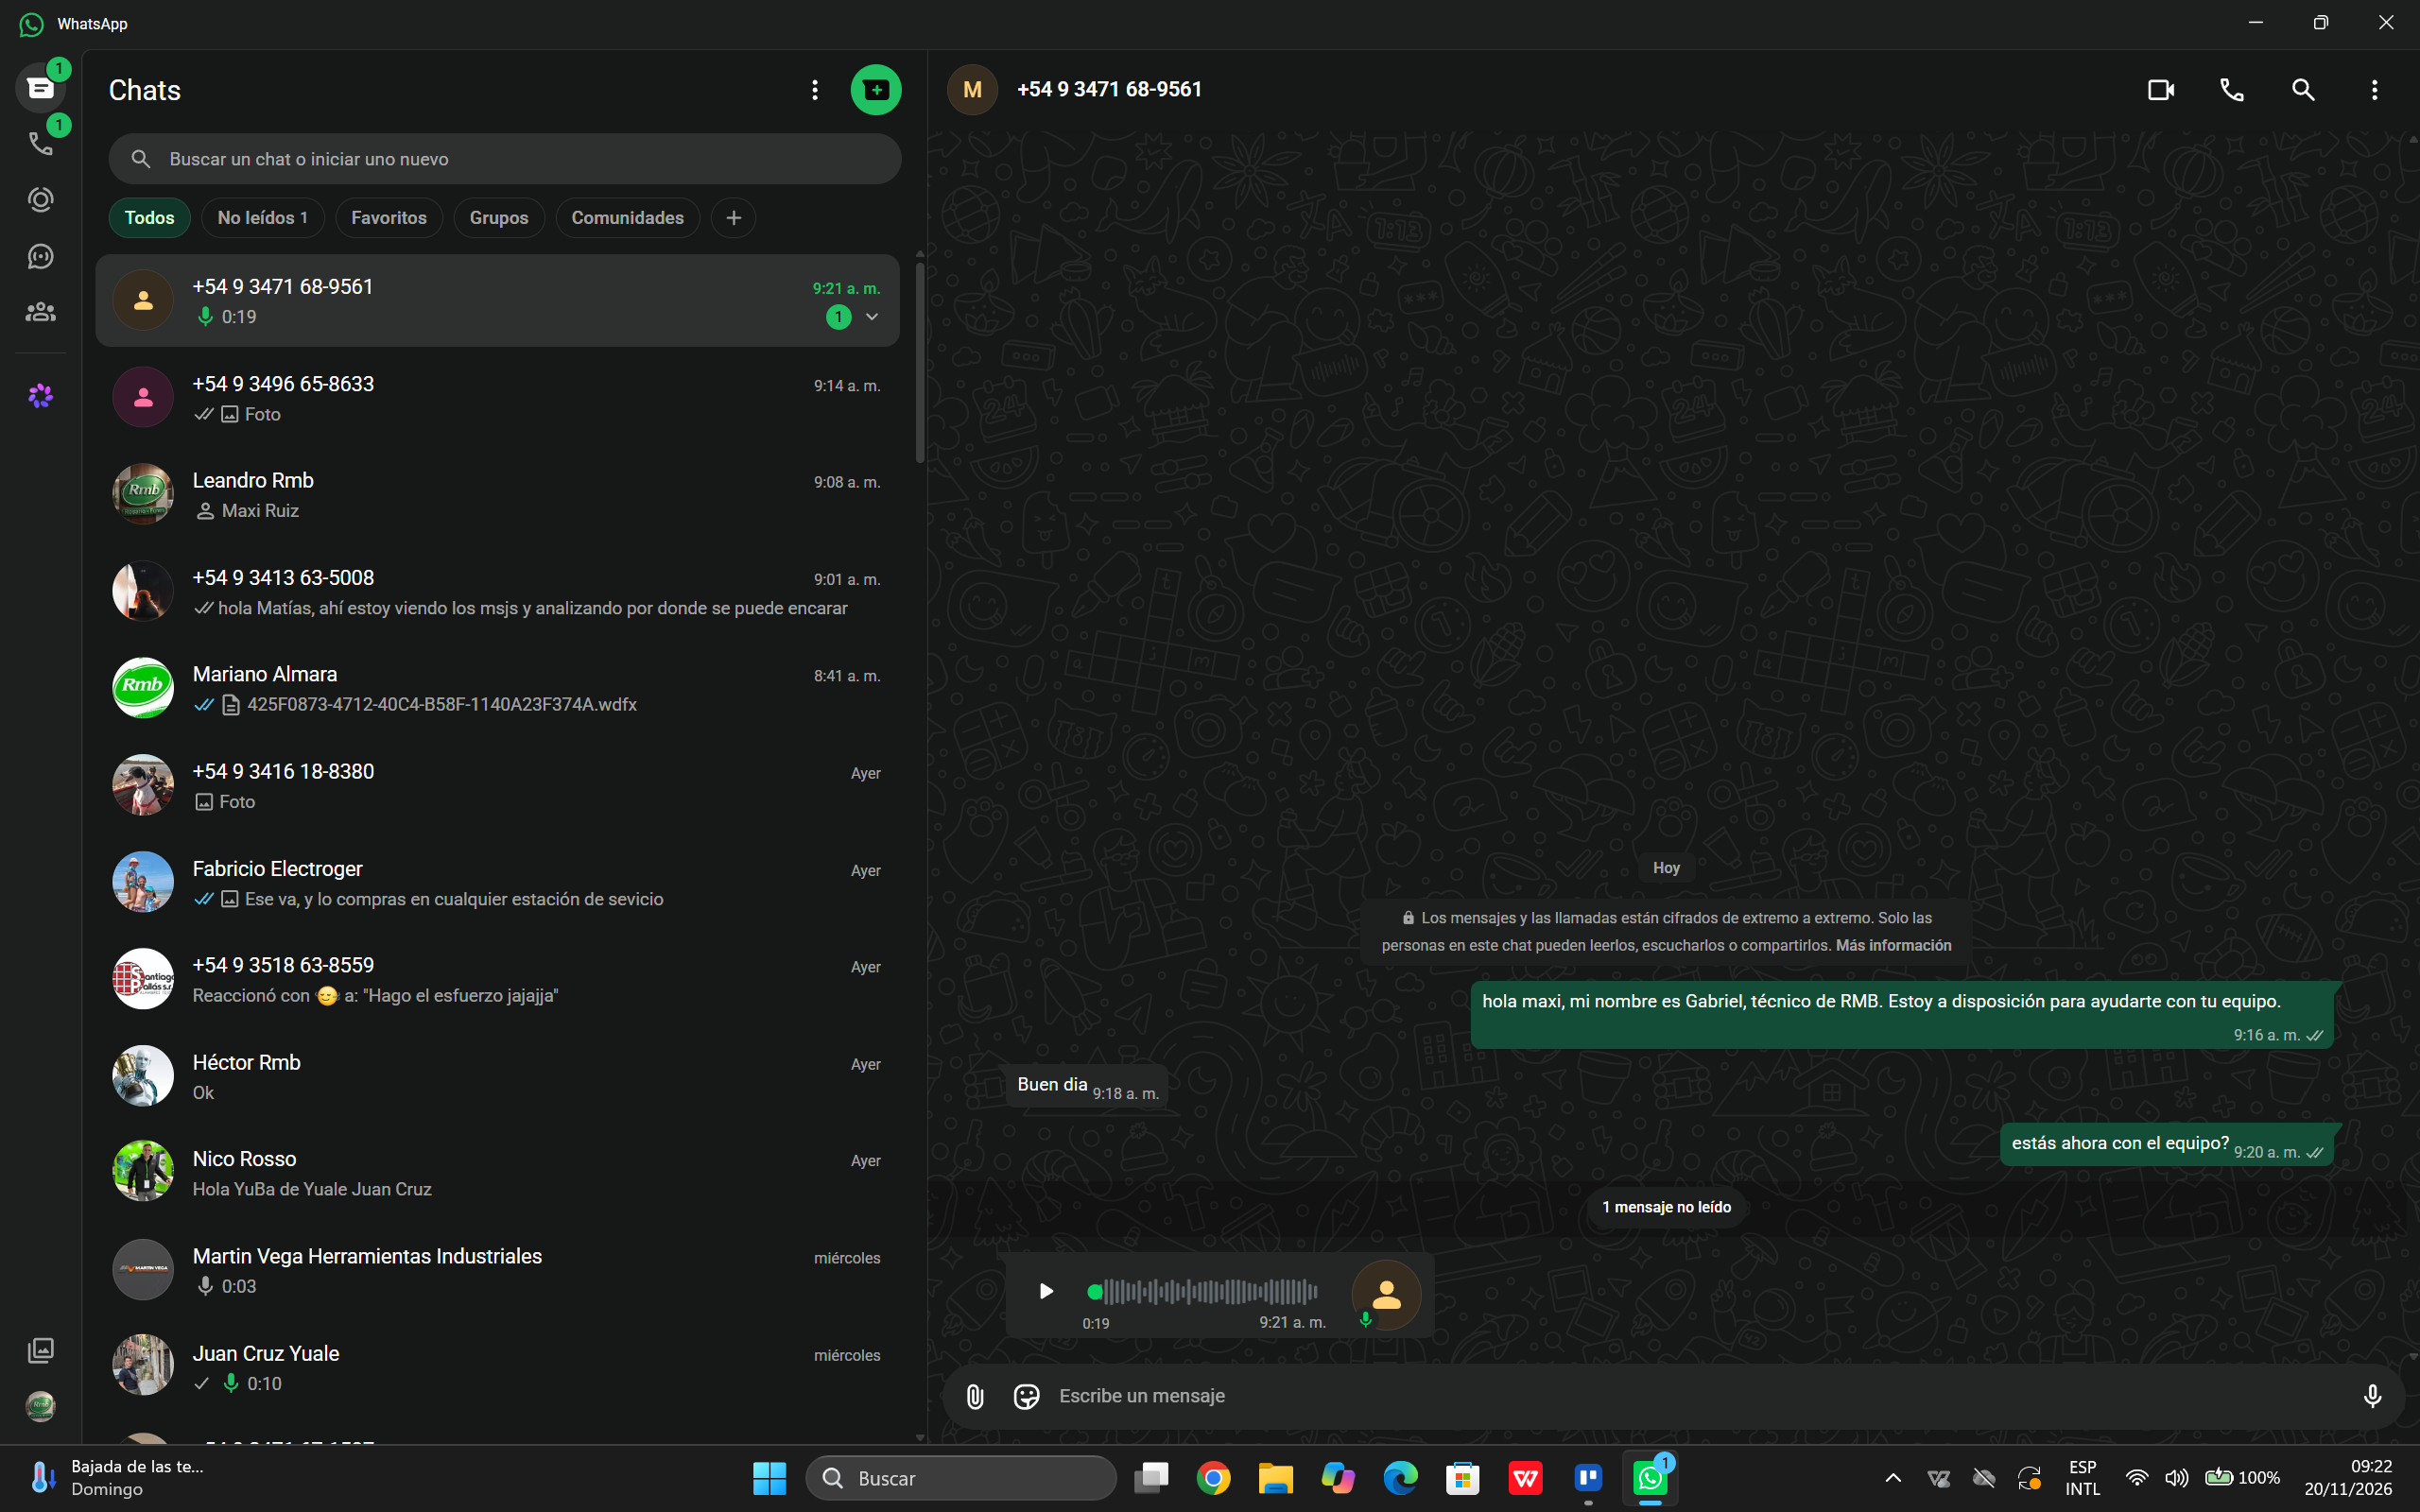 WhatsApp
1
1
Chats
Buscar un chat o iniciar uno nuevo
Todos
No leídos 1
Favoritos
Grupos
Comunidades
+54 9 3471 68-9561
9:21 a. m.
0:19
1
+54 9 3496 65-8633
9:14 a. m.
Foto
Leandro Rmb
9:08 a. m.
Maxi Ruiz
+54 9 3413 63-5008
9:01 a. m.
hola Matías, ahí estoy viendo los msjs y analizando por donde se puede encarar
Mariano Almara
8:41 a. m.
425F0873-4712-40C4-B58F-1140A23F374A.wdfx
+54 9 3416 18-8380
Ayer
Foto
Fabricio Electroger
Ayer
Ese va, y lo compras en cualquier estación de sevicio
+54 9 3518 63-8559
Ayer
Reaccionó con 😌 a: "Hago el esfuerzo jajajja"
Héctor Rmb
Ayer
Ok
Nico Rosso
Ayer
Hola YuBa de Yuale Juan Cruz
Martin Vega Herramientas Industriales
miércoles
0:03
Juan Cruz Yuale
miércoles
0:10
Rmb
Rmb
M
+54 9 3471 68-9561
Hoy
Los mensajes y las llamadas están cifrados de extremo a extremo. Solo las
personas en este chat pueden leerlos, escucharlos o compartirlos. Más información
hola maxi, mi nombre es Gabriel, técnico de RMB. Estoy a disposición para ayudarte con tu equipo.
9:16 a. m.
Buen dia
9:18 a. m.
estás ahora con el equipo?
9:20 a. m.
1 mensaje no leído
0:19
9:21 a. m.
Escribe un mensaje
Bajada de las te...
Domingo
Buscar
1
ESP
INTL
100%
09:22
20/11/2026